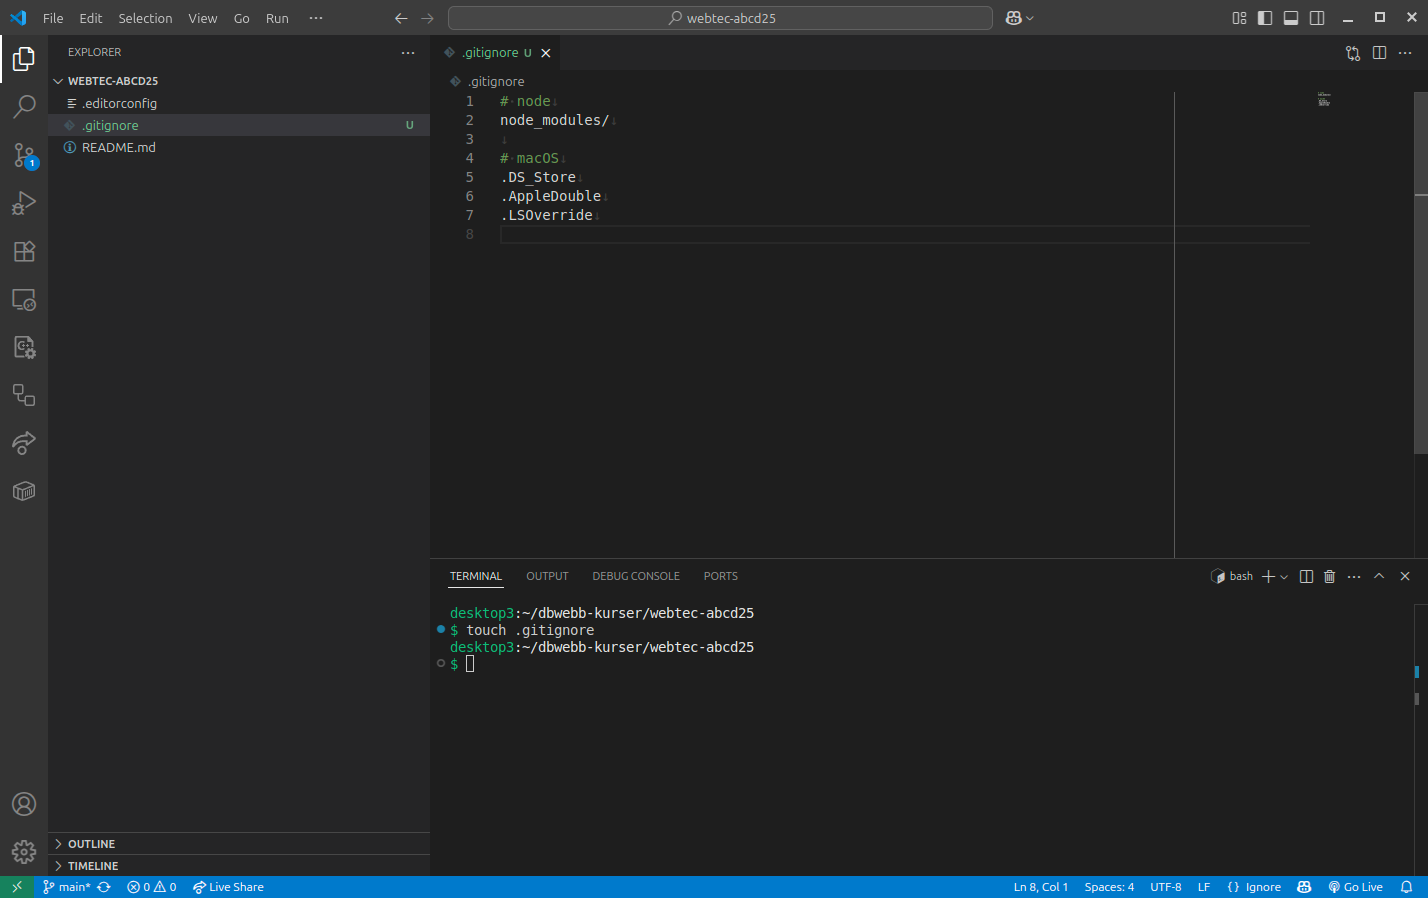 File Edit Selection View Go Run ···
webtec-abcd25
EXPLORER
WEBTEC-ABCD25
.editorconfig
.gitignore U
README.md
OUTLINE
TIMELINE
.gitignore U
.gitignore
1 # node
2 node_modules/
3
4 # macOS
5 .DS_Store
6 .AppleDouble
7 .LSOverride
8
TERMINAL OUTPUT DEBUG CONSOLE PORTS
bash
desktop3:~/dbwebb-kurser/webtec-abcd25
$ touch .gitignore
desktop3:~/dbwebb-kurser/webtec-abcd25
$
1
main* 0 0 Live Share
Ln 8, Col 1 Spaces: 4 UTF-8 LF {} Ignore Go Live